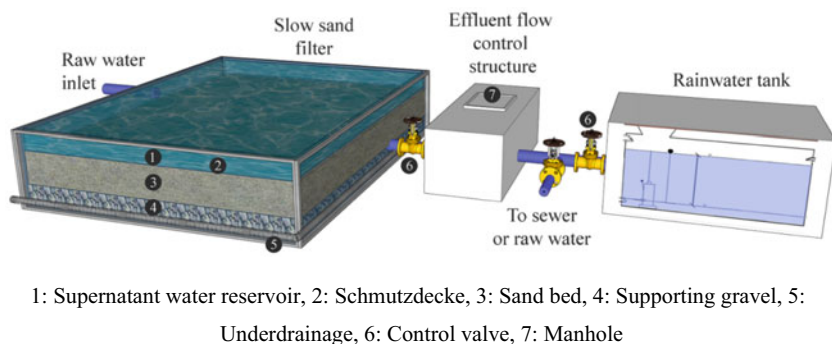 Raw water
inlet
Slow sand
filter
Effluent flow
control
structure
Rainwater tank
7
6
1
2
3
6
4
5
To sewer
or raw water
1: Supernatant water reservoir, 2: Schmutzdecke, 3: Sand bed, 4: Supporting gravel, 5:
Underdrainage, 6: Control valve, 7: Manhole